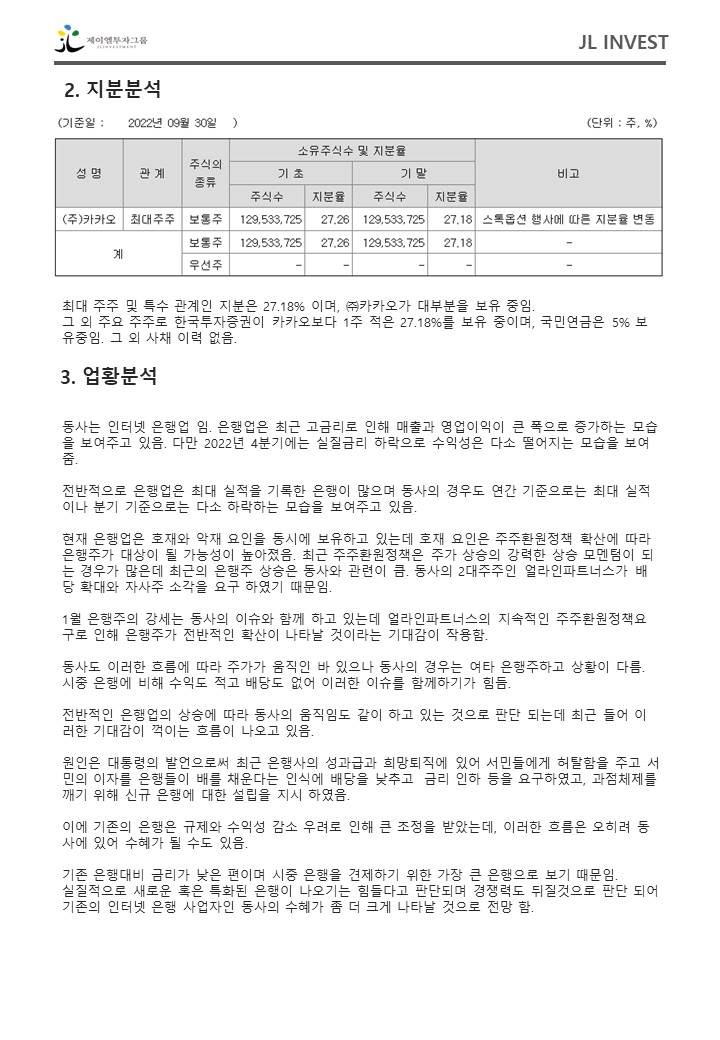 제이엘투자그룹
JLINVESTMENT
JL INVEST
2. 지분분석
(기준일 : 2022년 09월 30일 ) (단위 : 주, %)
성 명 관 계 주식의 종류 소유주식수 및 지분율 비고
기 초 기 말
주식수 지분율 주식수 지분율
(주)카카오 최대주주 보통주 129,533,725 27.26 129,533,725 27.18 스톡옵션 행사에 따른 지분율 변동
계 보통주 129,533,725 27.26 129,533,725 27.18 -
우선주 - - - - -
최대 주주 및 특수 관계인 지분은 27.18% 이며, ㈜카카오가 대부분을 보유 중임.
그 외 주요 주주로 한국투자증권이 카카오보다 1주 적은 27.18%를 보유 중이며, 국민연금은 5% 보
유중임. 그 외 사채 이력 없음.
3. 업황분석
동사는 인터넷 은행업 임. 은행업은 최근 고금리로 인해 매출과 영업이익이 큰 폭으로 증가하는 모습
을 보여주고 있음. 다만 2022년 4분기에는 실질금리 하락으로 수익성은 다소 떨어지는 모습을 보여
줌.
전반적으로 은행업은 최대 실적을 기록한 은행이 많으며 동사의 경우도 연간 기준으로는 최대 실적
이나 분기 기준으로는 다소 하락하는 모습을 보여주고 있음.
현재 은행업은 호재와 악재 요인을 동시에 보유하고 있는데 호재 요인은 주주환원정책 확산에 따라
은행주가 대상이 될 가능성이 높아졌음. 최근 주주환원정책은 주가 상승의 강력한 상승 모멘텀이 되
는 경우가 많은데 최근의 은행주 상승은 동사와 관련이 큼. 동사의 2대주주인 얼라인파트너스가 배
당 확대와 자사주 소각을 요구 하였기 때문임.
1월 은행주의 강세는 동사의 이슈와 함께 하고 있는데 얼라인파트너스의 지속적인 주주환원정책요
구로 인해 은행주가 전반적인 확산이 나타날 것이라는 기대감이 작용함.
동사도 이러한 흐름에 따라 주가가 움직인 바 있으나 동사의 경우는 여타 은행주하고 상황이 다름.
시중 은행에 비해 수익도 적고 배당도 없어 이러한 이슈를 함께하기가 힘듬.
전반적인 은행업의 상승에 따라 동사의 움직임도 같이 하고 있는 것으로 판단 되는데 최근 들어 이
러한 기대감이 꺽이는 흐름이 나오고 있음.
원인은 대통령의 발언으로써 최근 은행사의 성과급과 희망퇴직에 있어 서민들에게 허탈함을 주고 서
민의 이자를 은행들이 배를 채운다는 인식에 배당을 낮추고 금리 인하 등을 요구하였고, 과점체제를
깨기 위해 신규 은행에 대한 설립을 지시 하였음.
이에 기존의 은행은 규제와 수익성 감소 우려로 인해 큰 조정을 받았는데, 이러한 흐름은 오히려 동
사에 있어 수혜가 될 수도 있음.
기존 은행대비 금리가 낮은 편이며 시중 은행을 견제하기 위한 가장 큰 은행으로 보기 때문임.
실질적으로 새로운 혹은 특화된 은행이 나오기는 힘들다고 판단되며 경쟁력도 뒤질것으로 판단 되어
기존의 인터넷 은행 사업자인 동사의 수혜가 좀 더 크게 나타날 것으로 전망 함.